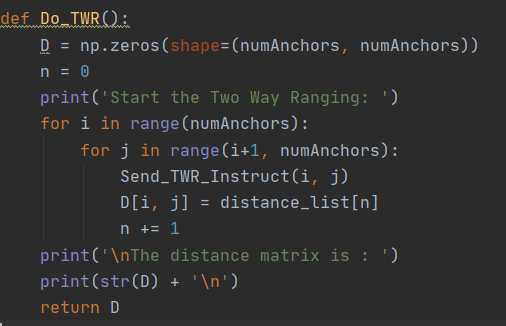 def Do_TWR():
    D = np.zeros(shape=(numAnchors, numAnchors))
    n = 0
    print('Start the Two Way Ranging: ')
    for i in range(numAnchors):
        for j in range(i+1, numAnchors):
            Send_TWR_Instruct(i, j)
            D[i, j] = distance_list[n]
            n += 1
    print('\nThe distance matrix is : ')
    print(str(D) + '\n')
    return D